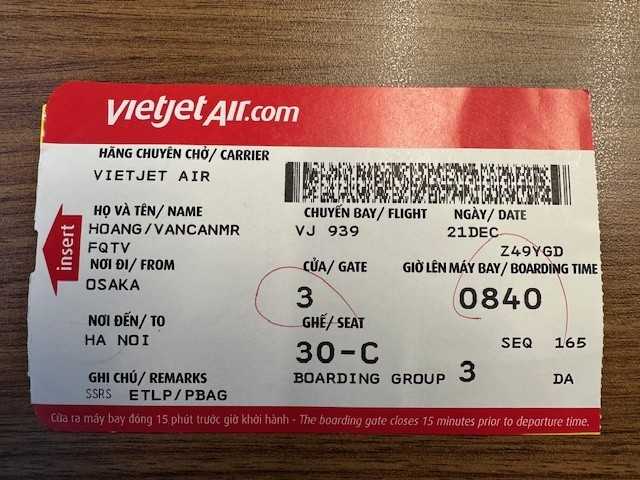 vietjetAir.com
HÃNG CHUYÊN CHỞ/ CARRIER
VIETJET AIR
HỌ VÀ TÊN/ NAME CHUYẾN BAY/ FLIGHT NGÀY/ DATE
HOANG/VANCANMR VJ 939 21DEC
FQTV Z49YGD
NƠI ĐI/ FROM CỬA/ GATE GIỜ LÊN MÁY BAY/ BOARDING TIME
OSAKA 3 0840
NƠI ĐẾN/ TO GHẾ/ SEAT
HA NOI 30-C SEQ 165
GHI CHÚ/ REMARKS BOARDING GROUP 3 DA
SSRS ETLP/PBAG
insert
Cửa ra máy bay đóng 15 phút trước giờ khởi hành - The boarding gate closes 15 minutes prior to departure time.